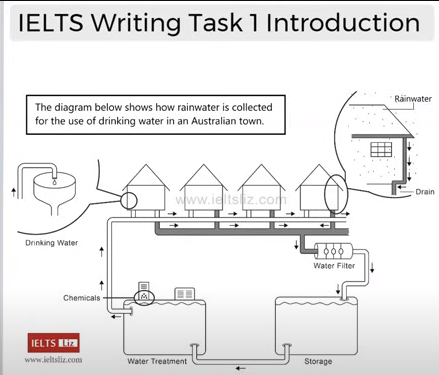 IELTS Writing Task 1 Introduction
The diagram below shows how rainwater is collected
for the use of drinking water in an Australian town.
Rainwater
Drain
www.ieltsliz.com
Drinking Water
Water Filter
Chemicals
Water Treatment
Storage
IELTS Liz
www.ieltsliz.com